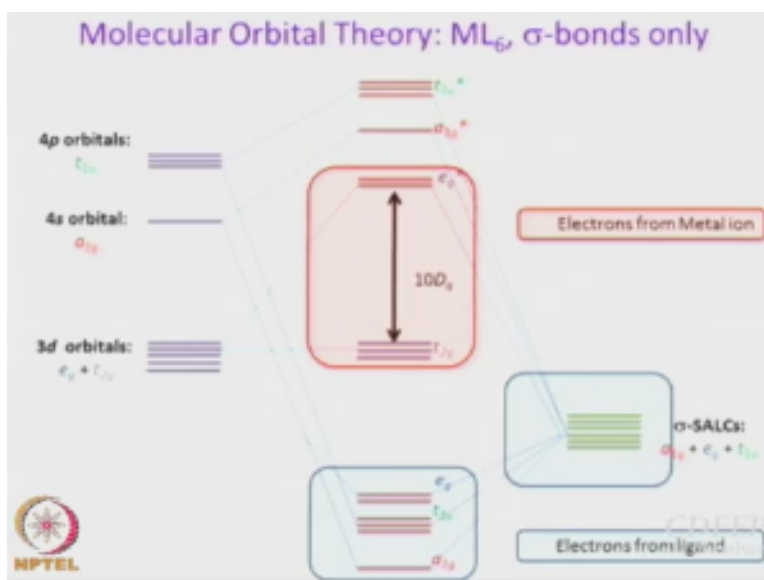 Molecular Orbital Theory: ML₆, σ-bonds only
t₁ᵤ*
a₁g*
4p orbitals:
t₁ᵤ
eg*
4s orbital:
a₁g
Electrons from Metal ion
10Dq
3d orbitals:
eg + t₂g
t₂g
σ-SALCs:
a₁g + eg + t₁ᵤ
eg
t₁ᵤ
a₁g
Electrons from ligand
NPTEL